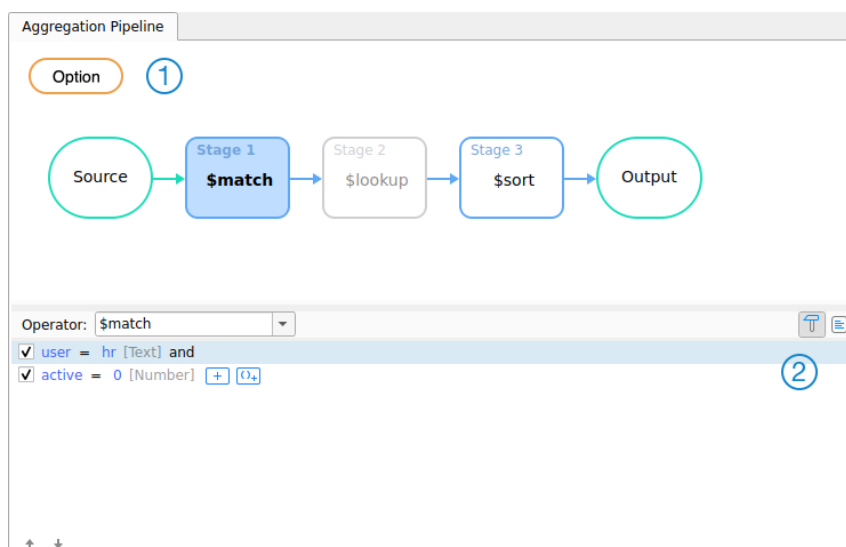 Aggregation Pipeline
Option
1
Stage 1
Stage 2
Stage 3
Source
$match
$lookup
$sort
Output
Operator: $match
user = hr [Text] and
active = 0 [Number] + ()+
2